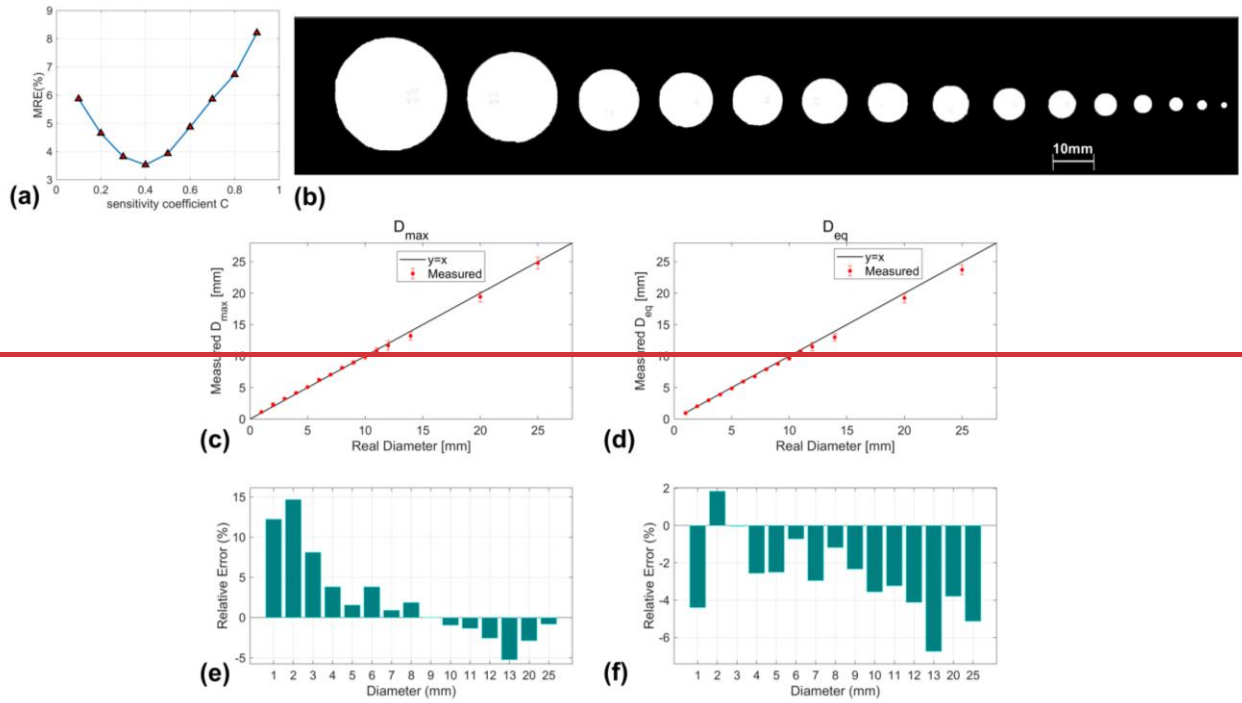 9
8
7
6
5
4
3
MRE(%)
0 0.2 0.4 0.6 0.8 1
sensitivity coefficient C
(a)
10mm
(b)
D_max
y=x
Measured
25
20
15
10
5
0
Measured D_max [mm]
0 5 10 15 20 25
Real Diameter [mm]
(c)
D_eq
y=x
Measured
25
20
15
10
5
0
Measured D_eq [mm]
0 5 10 15 20 25
Real Diameter [mm]
(d)
15
10
5
0
-5
Relative Error (%)
1 2 3 4 5 6 7 8 9 10 11 12 13 20 25
Diameter (mm)
(e)
2
0
-2
-4
-6
Relative Error (%)
1 2 3 4 5 6 7 8 9 10 11 12 13 20 25
Diameter (mm)
(f)